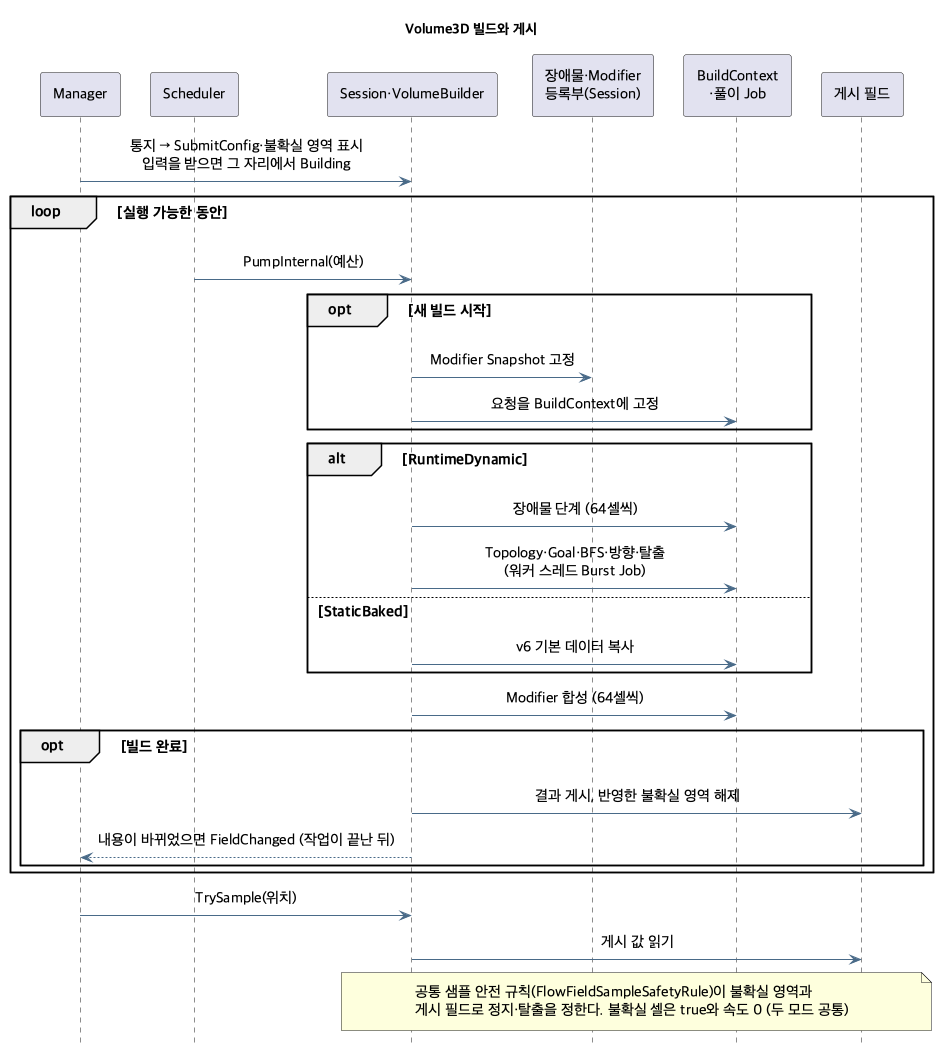 Volume3D 빌드와 게시
Manager
Scheduler
Session·VolumeBuilder
장애물·Modifier
등록부(Session)
BuildContext
·풀이 Job
게시 필드
통지 → SubmitConfig·불확실 영역 표시
입력을 받으면 그 자리에서 Building
loop
[실행 가능한 동안]
PumpInternal(예산)
opt
[새 빌드 시작]
Modifier Snapshot 고정
요청을 BuildContext에 고정
alt
[RuntimeDynamic]
장애물 단계 (64셀씩)
Topology·Goal·BFS·방향·탈출
(워커 스레드 Burst Job)
[StaticBaked]
v6 기본 데이터 복사
Modifier 합성 (64셀씩)
opt
[빌드 완료]
결과 게시, 반영한 불확실 영역 해제
내용이 바뀌었으면 FieldChanged (작업이 끝난 뒤)
TrySample(위치)
게시 값 읽기
공통 샘플 안전 규칙(FlowFieldSampleSafetyRule)이 불확실 영역과
게시 필드로 정지·탈출을 정한다. 불확실 셀은 true와 속도 0 (두 모드 공통)